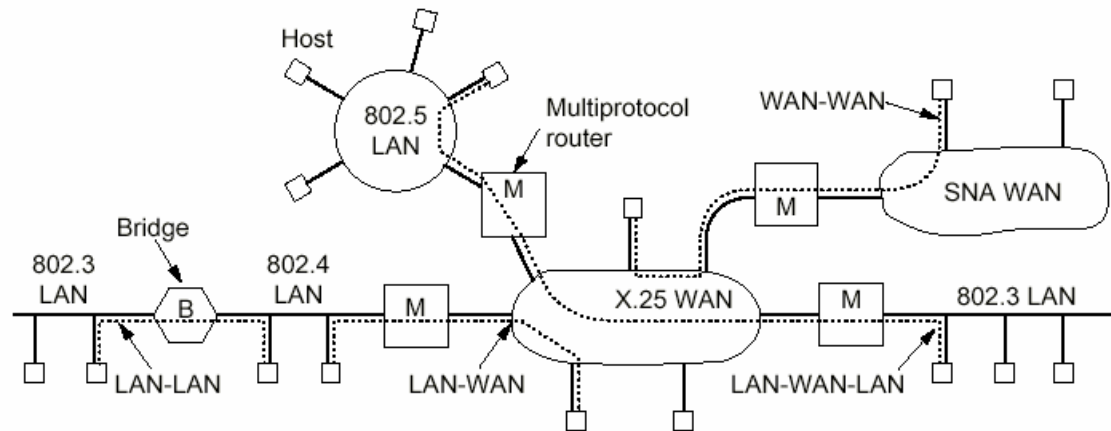 Host
802.5
LAN
Multiprotocol
router
M
WAN-WAN
M
SNA WAN
Bridge
802.3
LAN
B
802.4
LAN
M
X.25 WAN
M
802.3 LAN
LAN-LAN
LAN-WAN
LAN-WAN-LAN